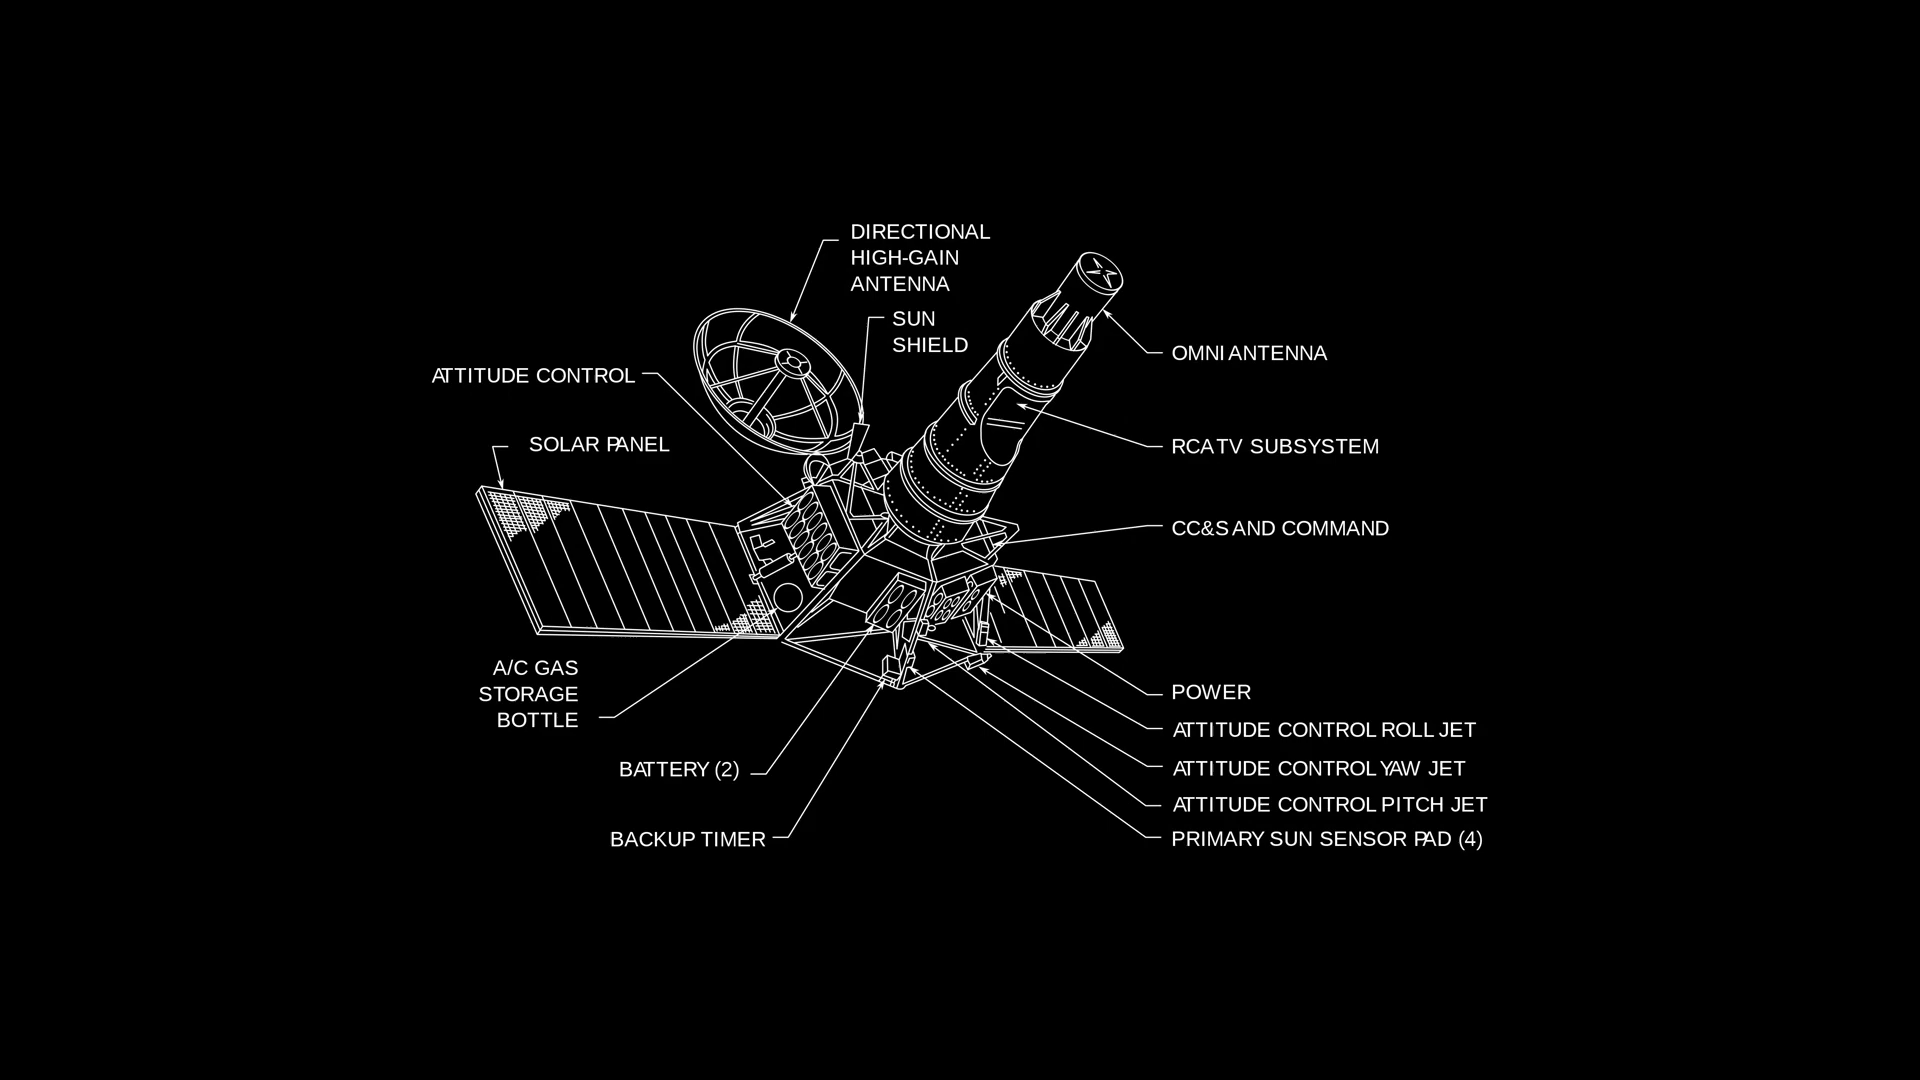 DIRECTIONAL
HIGH-GAIN
ANTENNA
SUN
SHIELD
OMNI ANTENNA
ATTITUDE CONTROL
SOLAR PANEL
RCA TV SUBSYSTEM
CC&S AND COMMAND
A/C GAS
STORAGE
BOTTLE
POWER
ATTITUDE CONTROL ROLL JET
BATTERY (2)
ATTITUDE CONTROL YAW JET
ATTITUDE CONTROL PITCH JET
BACKUP TIMER
PRIMARY SUN SENSOR PAD (4)